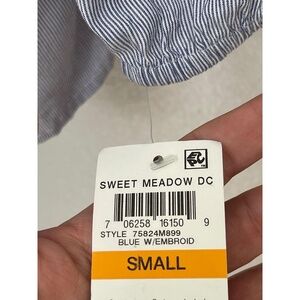 SWEET MEADOW DC
7 06258 16150 9
STYLE 75824M899
BLUE W/EMBROID
SMALL